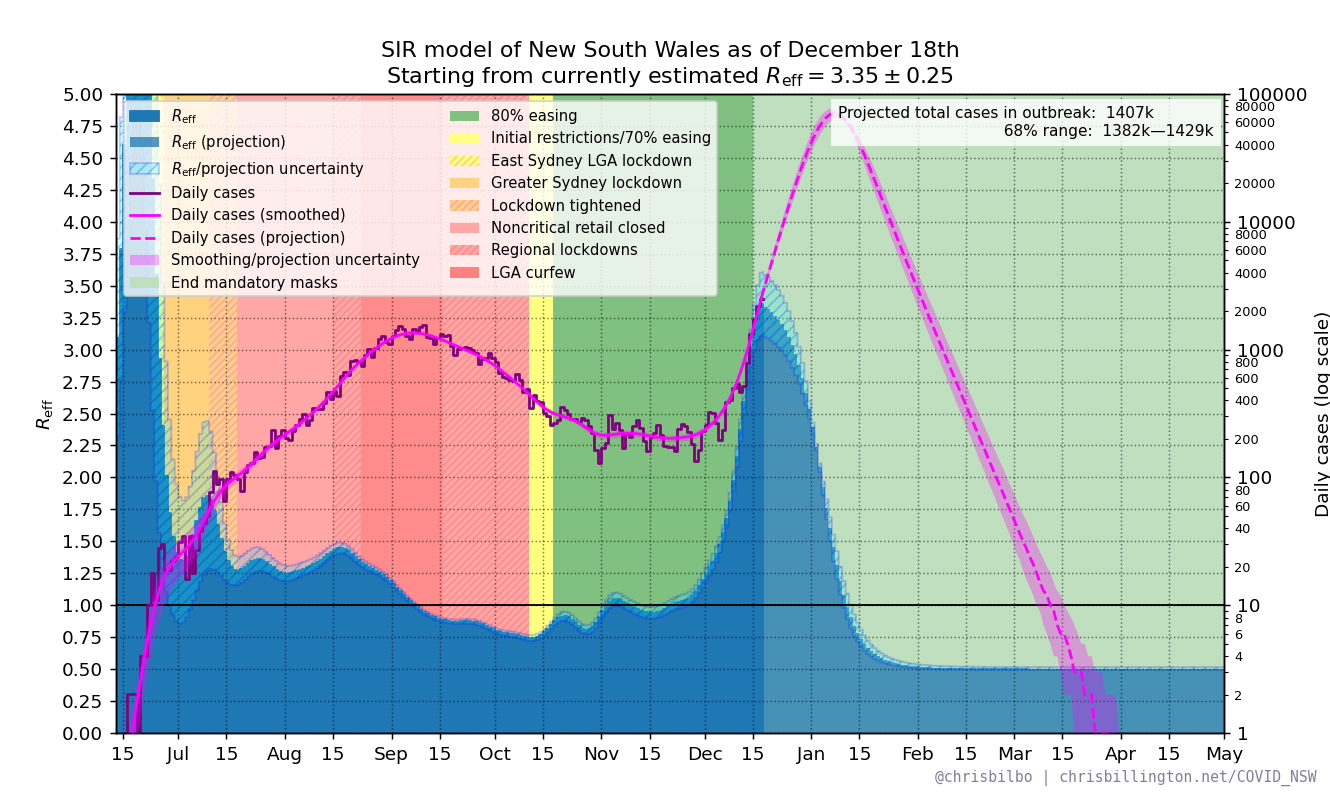 SIR model of New South Wales as of December 18th
Starting from currently estimated R_eff = 3.35 ± 0.25
5.00
4.75
4.50
4.25
4.00
3.75
3.50
3.25
3.00
2.75
2.50
2.25
2.00
1.75
1.50
1.25
1.00
0.75
0.50
0.25
0.00
R_eff
R_eff
R_eff (projection)
R_eff/projection uncertainty
Daily cases
Daily cases (smoothed)
Daily cases (projection)
Smoothing/projection uncertainty
End mandatory masks
80% easing
Initial restrictions/70% easing
East Sydney LGA lockdown
Greater Sydney lockdown
Lockdown tightened
Noncritical retail closed
Regional lockdowns
LGA curfew
Projected total cases in outbreak: 1407k
68% range: 1382k—1429k
100000
80000
60000
40000
20000
10000
8000
6000
4000
2000
1000
800
600
400
200
100
80
60
40
20
10
8
6
4
2
1
Daily cases (log scale)
15 Jul 15 Aug 15 Sep 15 Oct 15 Nov 15 Dec 15 Jan 15 Feb 15 Mar 15 Apr 15 May
@chrisbilbo | chrisbillington.net/COVID_NSW